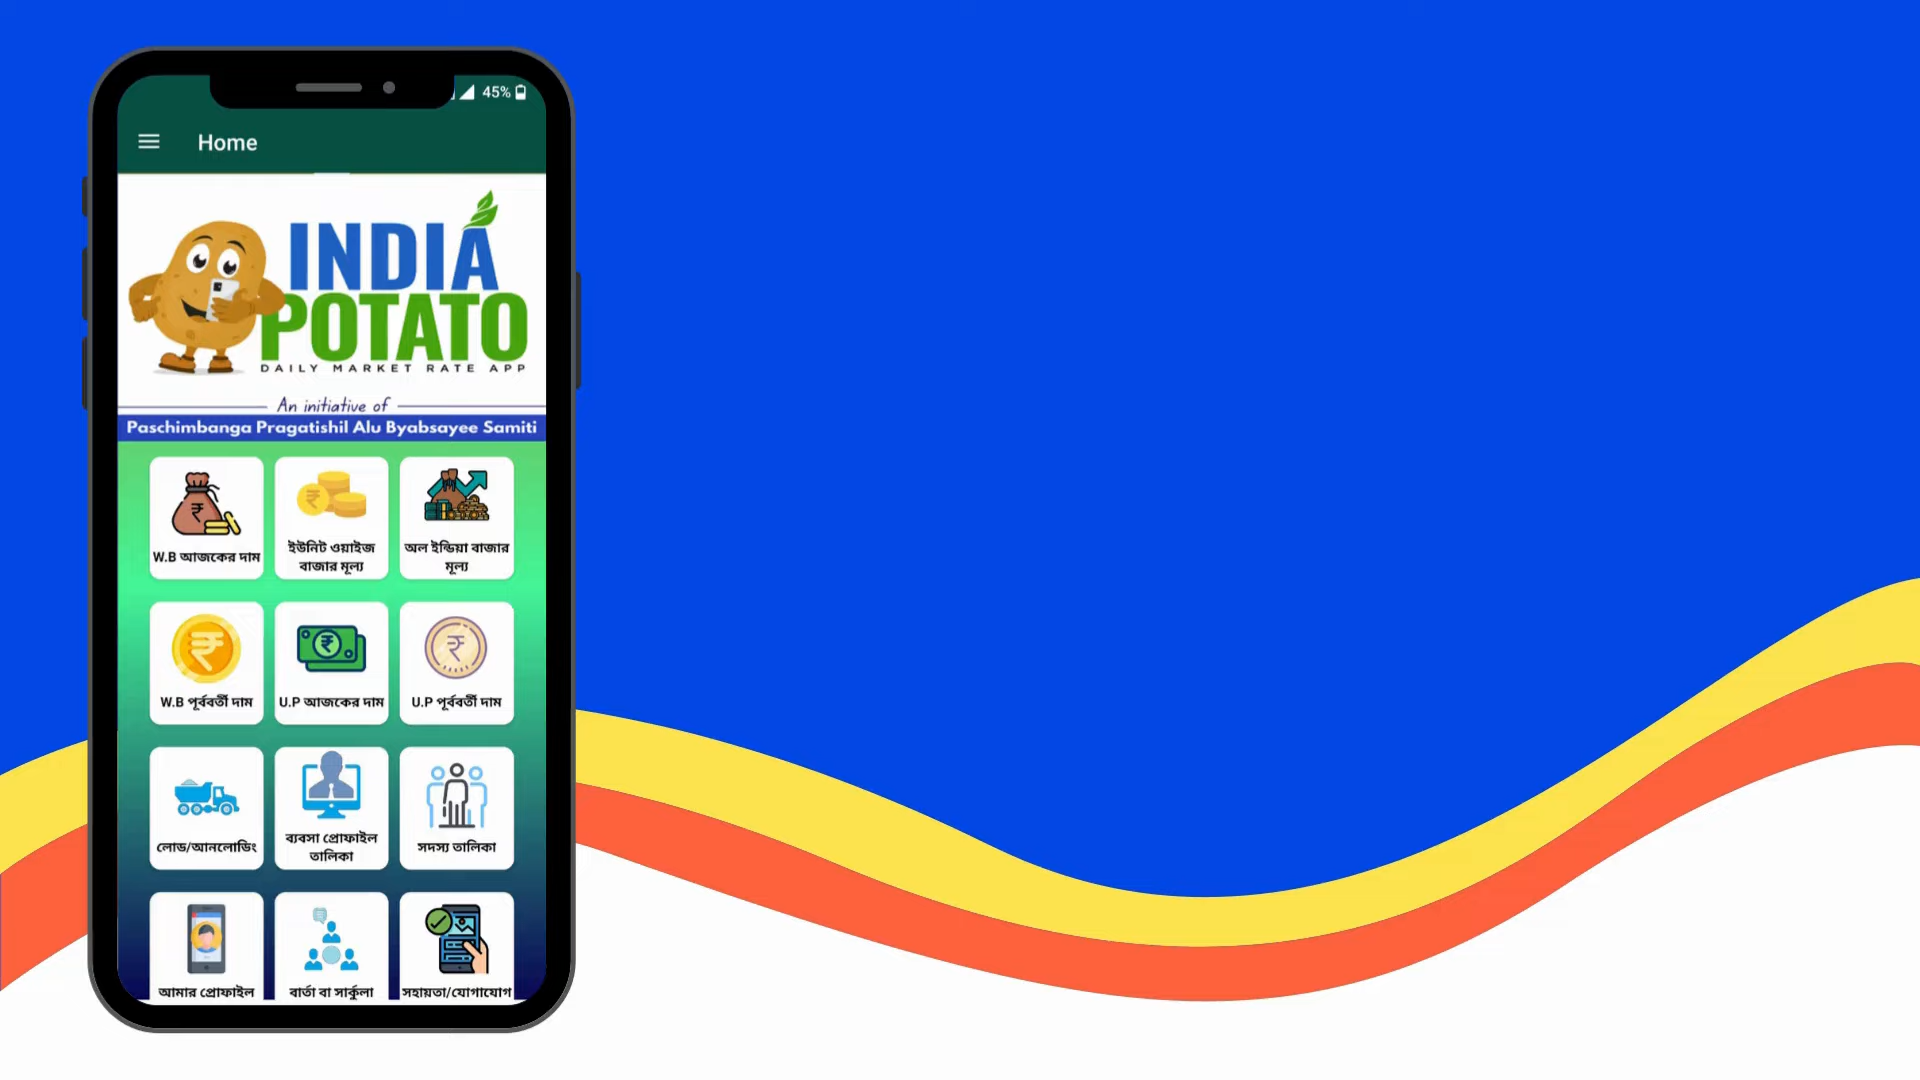 45%
Home
INDIA
POTATO
DAILY MARKET RATE APP
An initiative of
Paschimbanga Pragatishil Alu Byabsayee Samiti
W.B আজকের দাম
ইউনিট ওয়াইজ
বাজার মূল্য
অল ইন্ডিয়া বাজার
মূল্য
W.B পূর্ববর্তী দাম
U.P আজকের দাম
U.P পূর্ববর্তী দাম
লোড/আনলোডিং
ব্যবসা প্রোফাইল
তালিকা
সদস্য তালিকা
আমার প্রোফাইল
বার্তা বা সার্কুলা
সহায়তা/যোগাযোগ